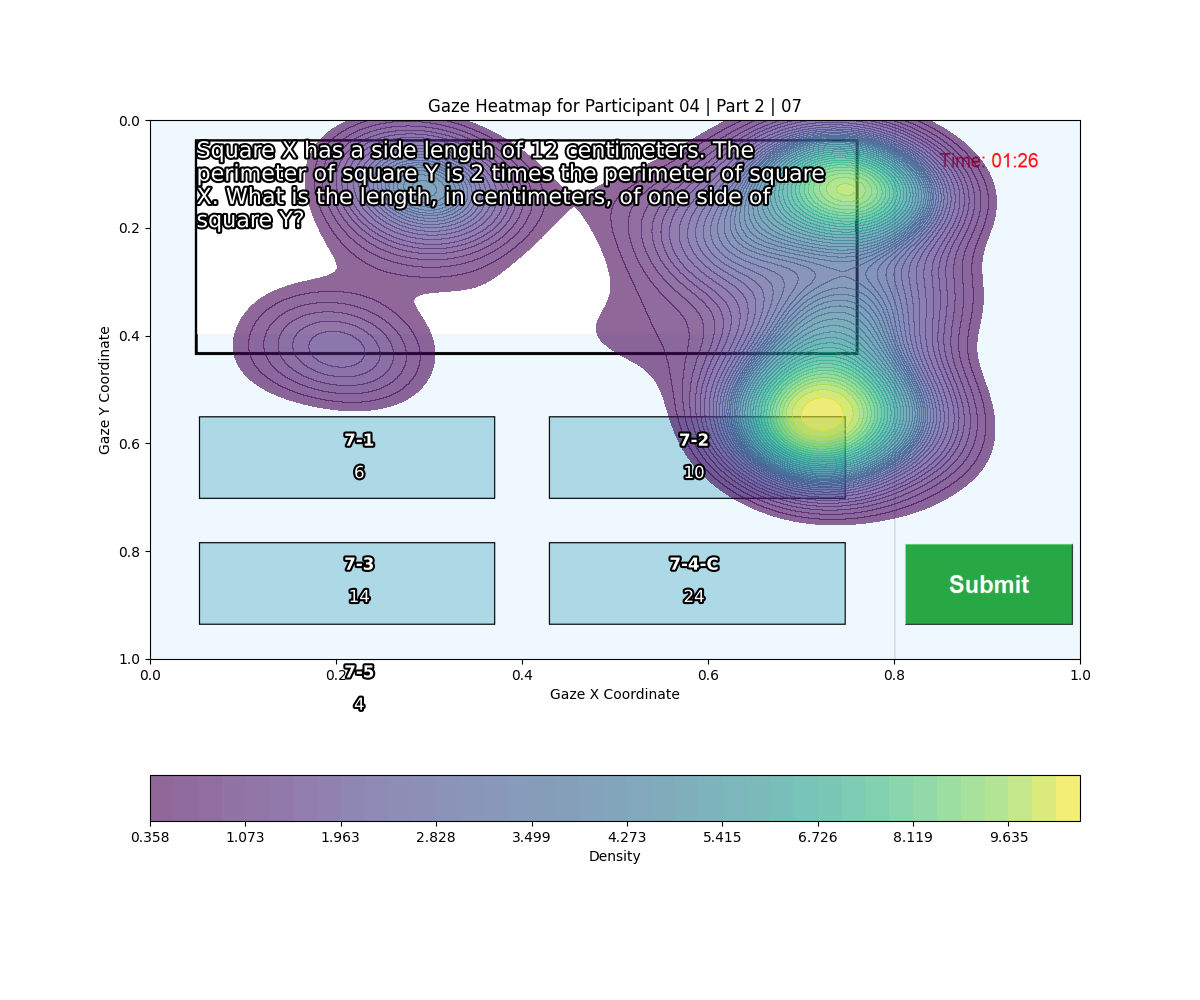 Gaze Heatmap for Participant 04 | Part 2 | 07
Square X has a side length of 12 centimeters. The
perimeter of square Y is 2 times the perimeter of square
X. What is the length, in centimeters, of one side of
square Y?
Time: 01:26
0.0
0.2
0.4
0.6
0.8
1.0
Gaze Y Coordinate
7-1
6
7-2
10
7-3
14
7-4-C
24
Submit
7-5
4
0.0 0.2 0.4 0.6 0.8 1.0
Gaze X Coordinate
0.358 1.073 1.963 2.828 3.499 4.273 5.415 6.726 8.119 9.635
Density